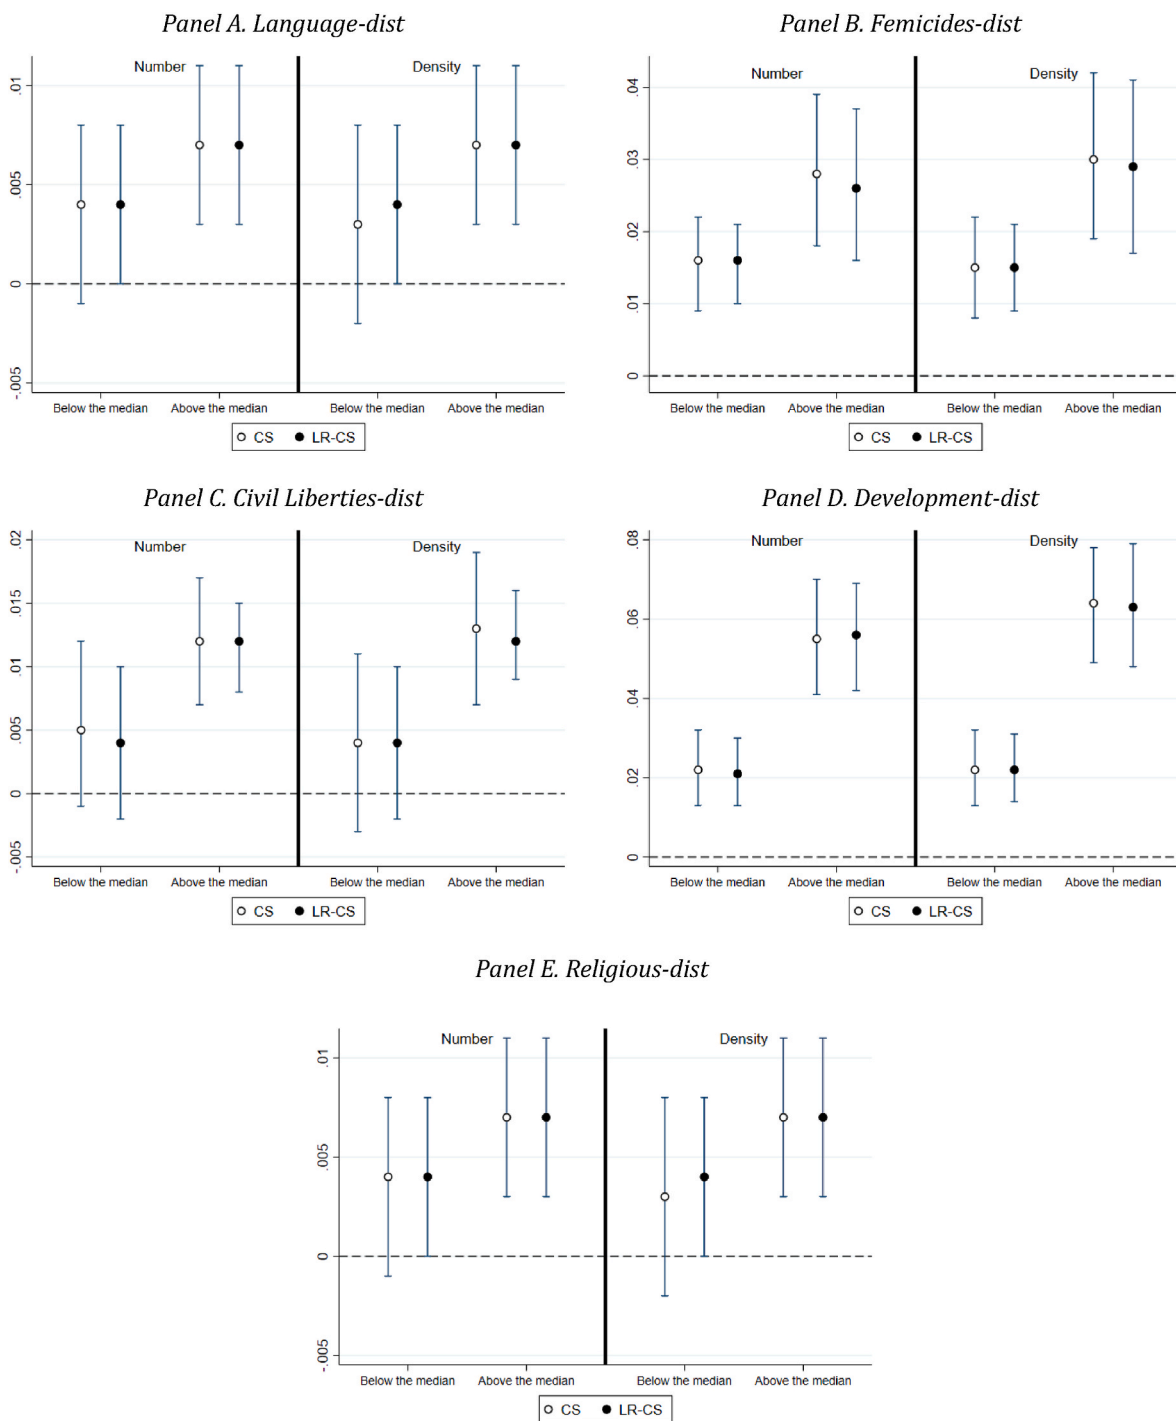 Panel A. Language-dist
Number Density
.01
.005
0
-.005
Below the median Above the median Below the median Above the median
CS LR-CS
Panel B. Femicides-dist
Number Density
.04
.03
.02
.01
0
Below the median Above the median Below the median Above the median
CS LR-CS
Panel C. Civil Liberties-dist
Number Density
.02
.015
.01
.005
0
-.005
Below the median Above the median Below the median Above the median
CS LR-CS
Panel D. Development-dist
Number Density
.08
.06
.04
.02
0
Below the median Above the median Below the median Above the median
CS LR-CS
Panel E. Religious-dist
Number Density
.01
.005
0
-.005
Below the median Above the median Below the median Above the median
CS LR-CS